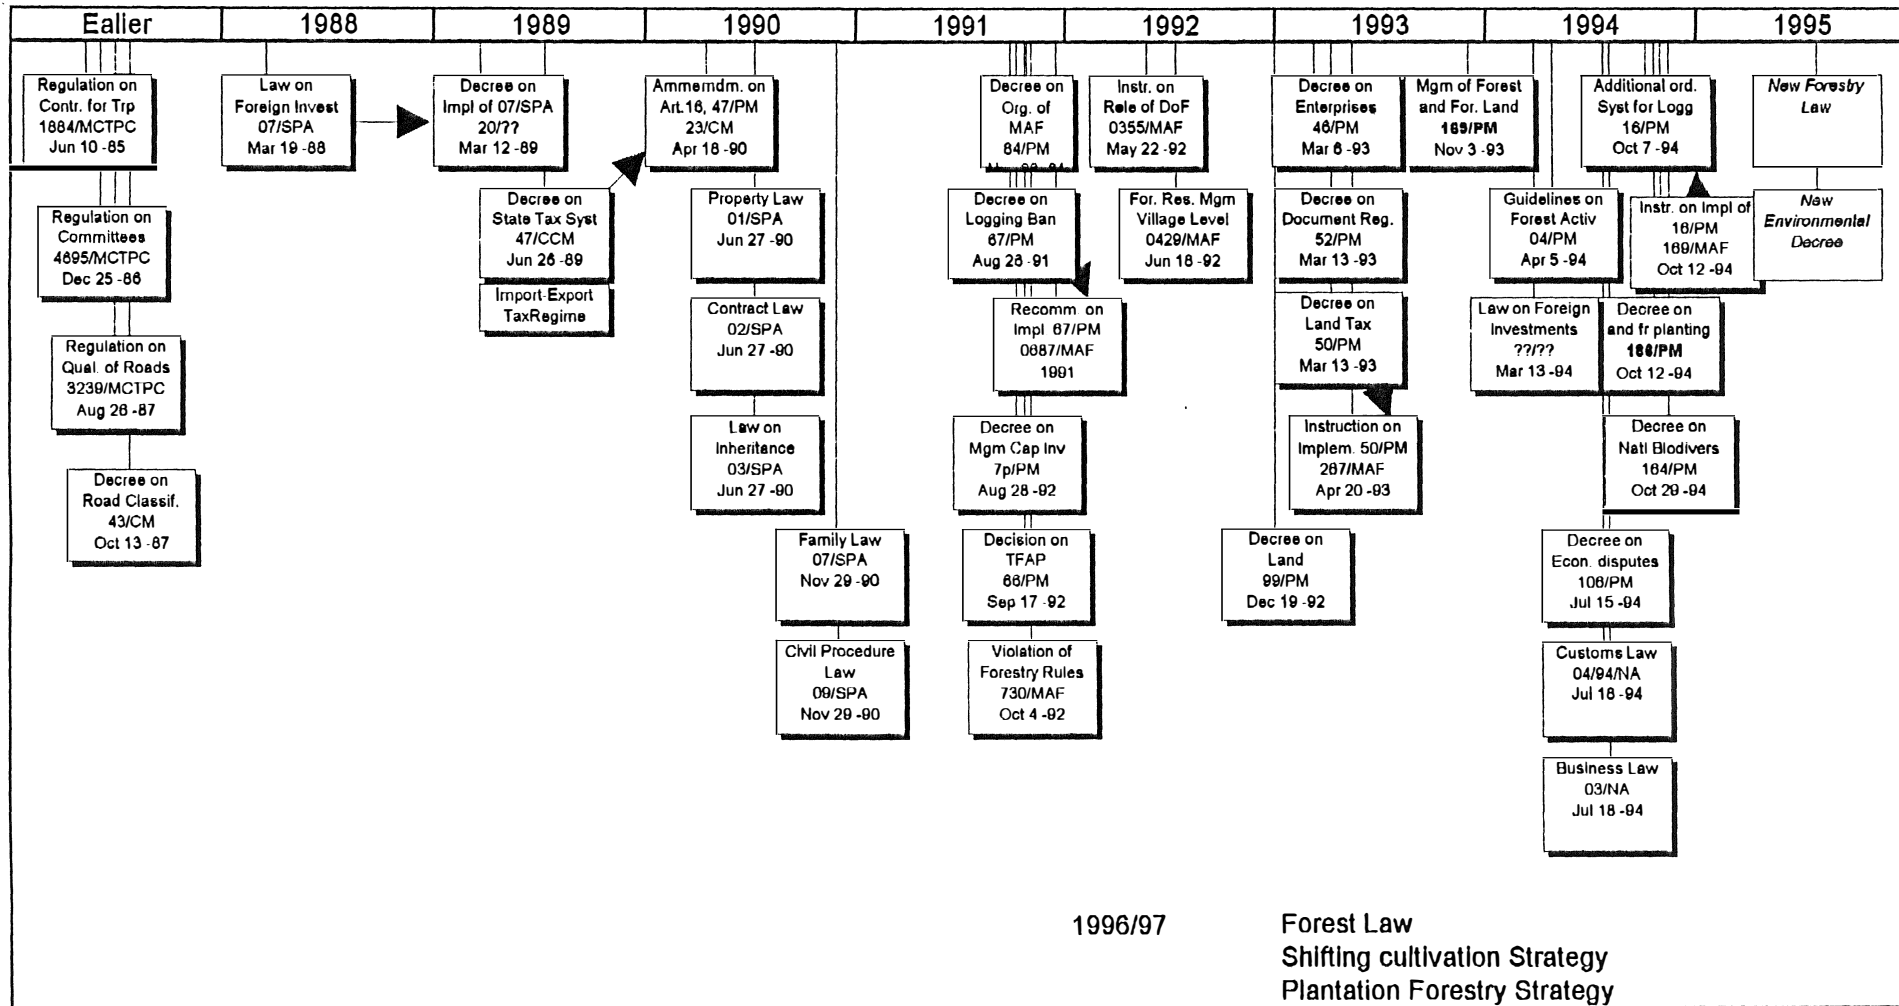 Ealier
1988
1989
1990
1991
1992
1993
1994
1995
Regulation on
Contr. for Trp
1884/MCTPC
Jun 10 -85
Regulation on
Committees
4695/MCTPC
Dec 25 -86
Regulation on
Qual. of Roads
3239/MCTPC
Aug 26 -87
Decree on
Road Classif.
43/CM
Oct 13 -87
Law on
Foreign Invest
07/SPA
Mar 19 -88
Decree on
Impl of 07/SPA
20/??
Mar 12 -89
Decree on
State Tax Syst
47/CCM
Jun 26 -89
Import-Export
TaxRegime
Ammemdm. on
Art.16, 47/PM
23/CM
Apr 18 -90
Property Law
01/SPA
Jun 27 -90
Contract Law
02/SPA
Jun 27 -90
Law on
Inheritance
03/SPA
Jun 27 -90
Family Law
07/SPA
Nov 29 -90
Civil Procedure
Law
09/SPA
Nov 29 -90
Decree on
Org. of
MAF
84/PM
Decree on
Logging Ban
67/PM
Aug 28 -91
Recomm. on
Impl. 67/PM
0687/MAF
1991
Decree on
Mgm Cap Inv
7p/PM
Aug 28 -92
Decision on
TFAP
66/PM
Sep 17 -92
Violation of
Forestry Rules
730/MAF
Oct 4 -92
Instr. on
Role of DoF
0355/MAF
May 22 -92
For. Res. Mgm
Village Level
0429/MAF
Jun 18 -92
Decree on
Enterprises
46/PM
Mar 6 -93
Decree on
Document Reg.
52/PM
Mar 13 -93
Decree on
Land Tax
50/PM
Mar 13 -93
Instruction on
Implem. 50/PM
267/MAF
Apr 20 -93
Decree on
Land
99/PM
Dec 19 -92
Mgm of Forest
and For. Land
169/PM
Nov 3 -93
Guidelines on
Forest Activ
04/PM
Apr 5 -94
Law on Foreign
Investments
??/??
Mar 13 -94
Additional ord.
Syst for Logg
16/PM
Oct 7 -94
Instr. on Impl of
16/PM
169/MAF
Oct 12 -94
Decree on
and fr planting
186/PM
Oct 12 -94
Decree on
Natl Biodivers
164/PM
Oct 29 -94
Decree on
Econ. disputes
106/PM
Jul 15 -94
Customs Law
04/94/NA
Jul 18 -94
Business Law
03/NA
Jul 18 -94
New Forestry
Law
New
Environmental
Decree
1996/97
Forest Law
Shifting cultivation Strategy
Plantation Forestry Strategy